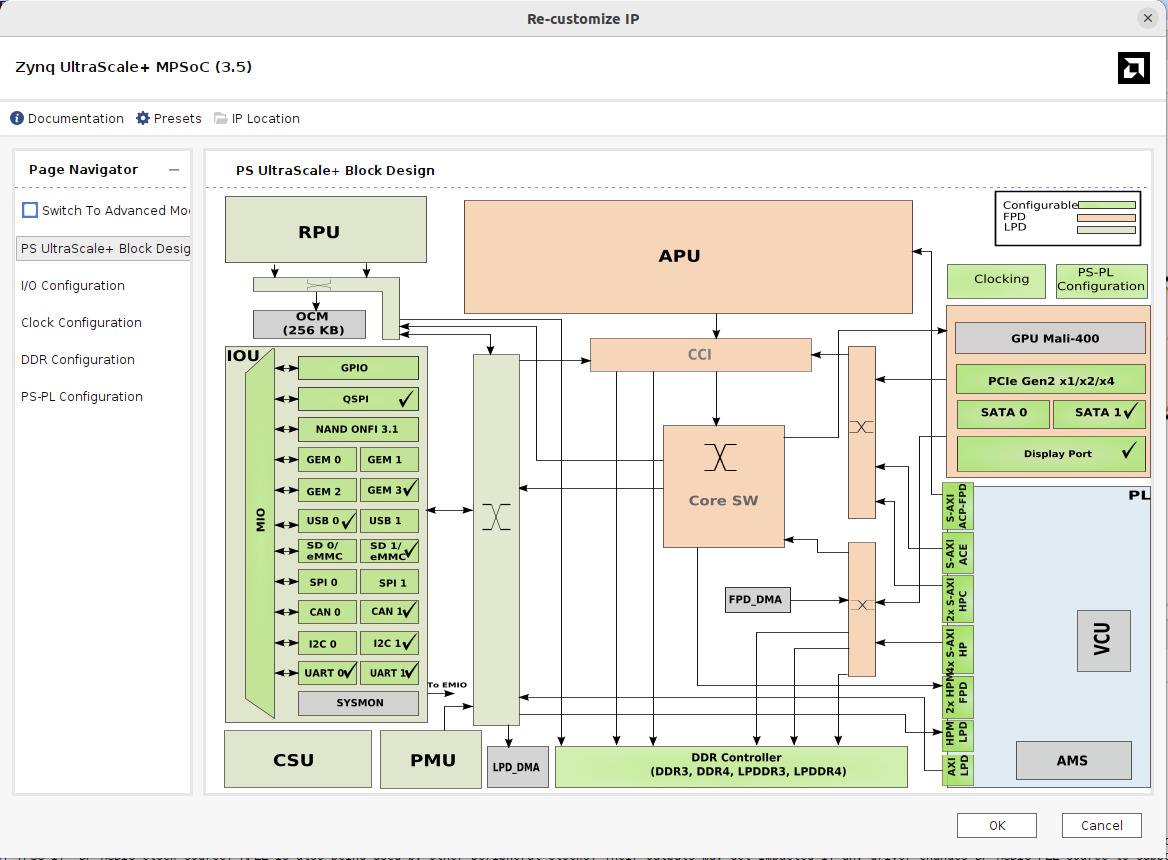 Re-customize IP
Zynq UltraScale+ MPSoC (3.5)
Documentation Presets IP Location
Page Navigator
Switch To Advanced Mo
PS UltraScale+ Block Desig
I/O Configuration
Clock Configuration
DDR Configuration
PS-PL Configuration
PS UltraScale+ Block Design
Configurable
FPD
LPD
RPU
APU
Clocking
PS-PL
Configuration
OCM
(256 KB)
CCI
GPU Mali-400
PCIe Gen2 x1/x2/x4
SATA 0
SATA 1
Display Port
IOU
MIO
GPIO
QSPI
NAND ONFI 3.1
GEM 0
GEM 1
GEM 2
GEM 3
USB 0
USB 1
SD 0/
eMMC
SD 1/
eMMC
SPI 0
SPI 1
CAN 0
CAN 1
I2C 0
I2C 1
UART 0
UART 1
SYSMON
To EMIO
Core SW
FPD_DMA
PL
S-AXI
ACP-FPD
S-AXI
ACE
2x S-AXI
HPC
4x S-AXI
HP
2x HPM
FPD
HPM
LPD
AXI
LPD
VCU
AMS
CSU
PMU
LPD_DMA
DDR Controller
(DDR3, DDR4, LPDDR3, LPDDR4)
OK
Cancel